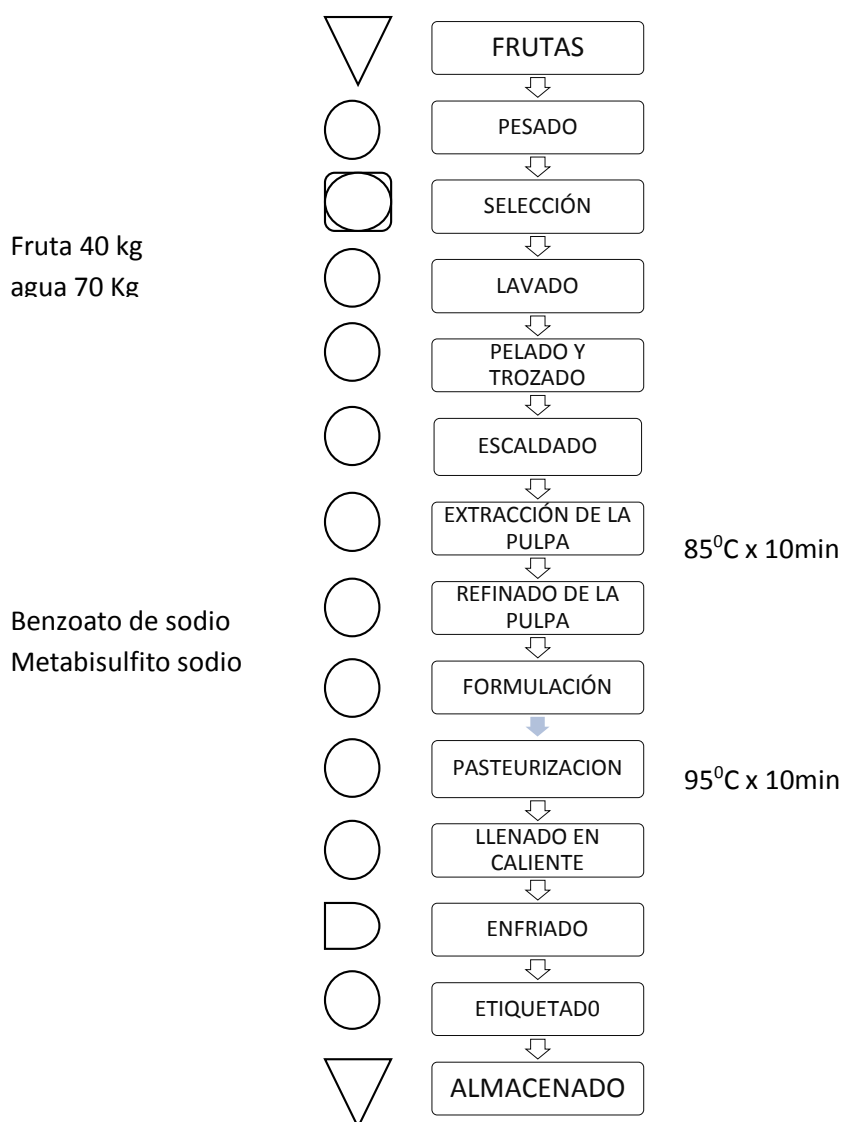 FRUTAS
PESADO
SELECCIÓN
Fruta 40 kg
agua 70 Kg
LAVADO
PELADO Y
TROZADO
ESCALDADO
EXTRACCIÓN DE LA
PULPA
85⁰C x 10min
REFINADO DE LA
PULPA
Benzoato de sodio
Metabisulfito sodio
FORMULACIÓN
PASTEURIZACION
95⁰C x 10min
LLENADO EN
CALIENTE
ENFRIADO
ETIQUETAD0
ALMACENADO